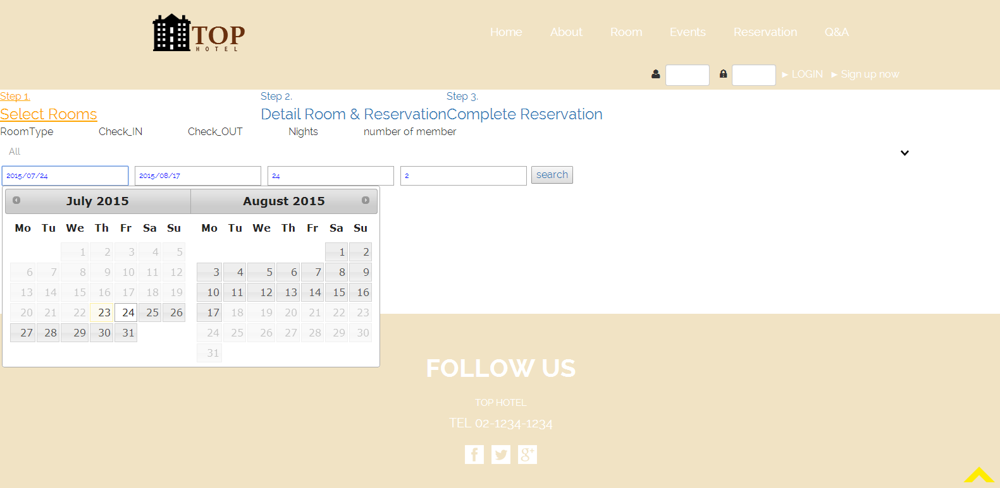 TOP
HOTEL
Home About Room Events Reservation Q&A
► LOGIN ► Sign up now
Step 1. Step 2. Step 3.
Select Rooms Detail Room & Reservation Complete Reservation
RoomType Check_IN Check_OUT Nights number of member
All
2015/07/24 2015/08/17 24 2 search
July 2015 August 2015
Mo Tu We Th Fr Sa Su Mo Tu We Th Fr Sa Su
1 2 3 4 5 1 2
6 7 8 9 10 11 12 3 4 5 6 7 8 9
13 14 15 16 17 18 19 10 11 12 13 14 15 16
20 21 22 23 24 25 26 17 18 19 20 21 22 23
27 28 29 30 31 24 25 26 27 28 29 30
31
FOLLOW US
TOP HOTEL
TEL 02-1234-1234